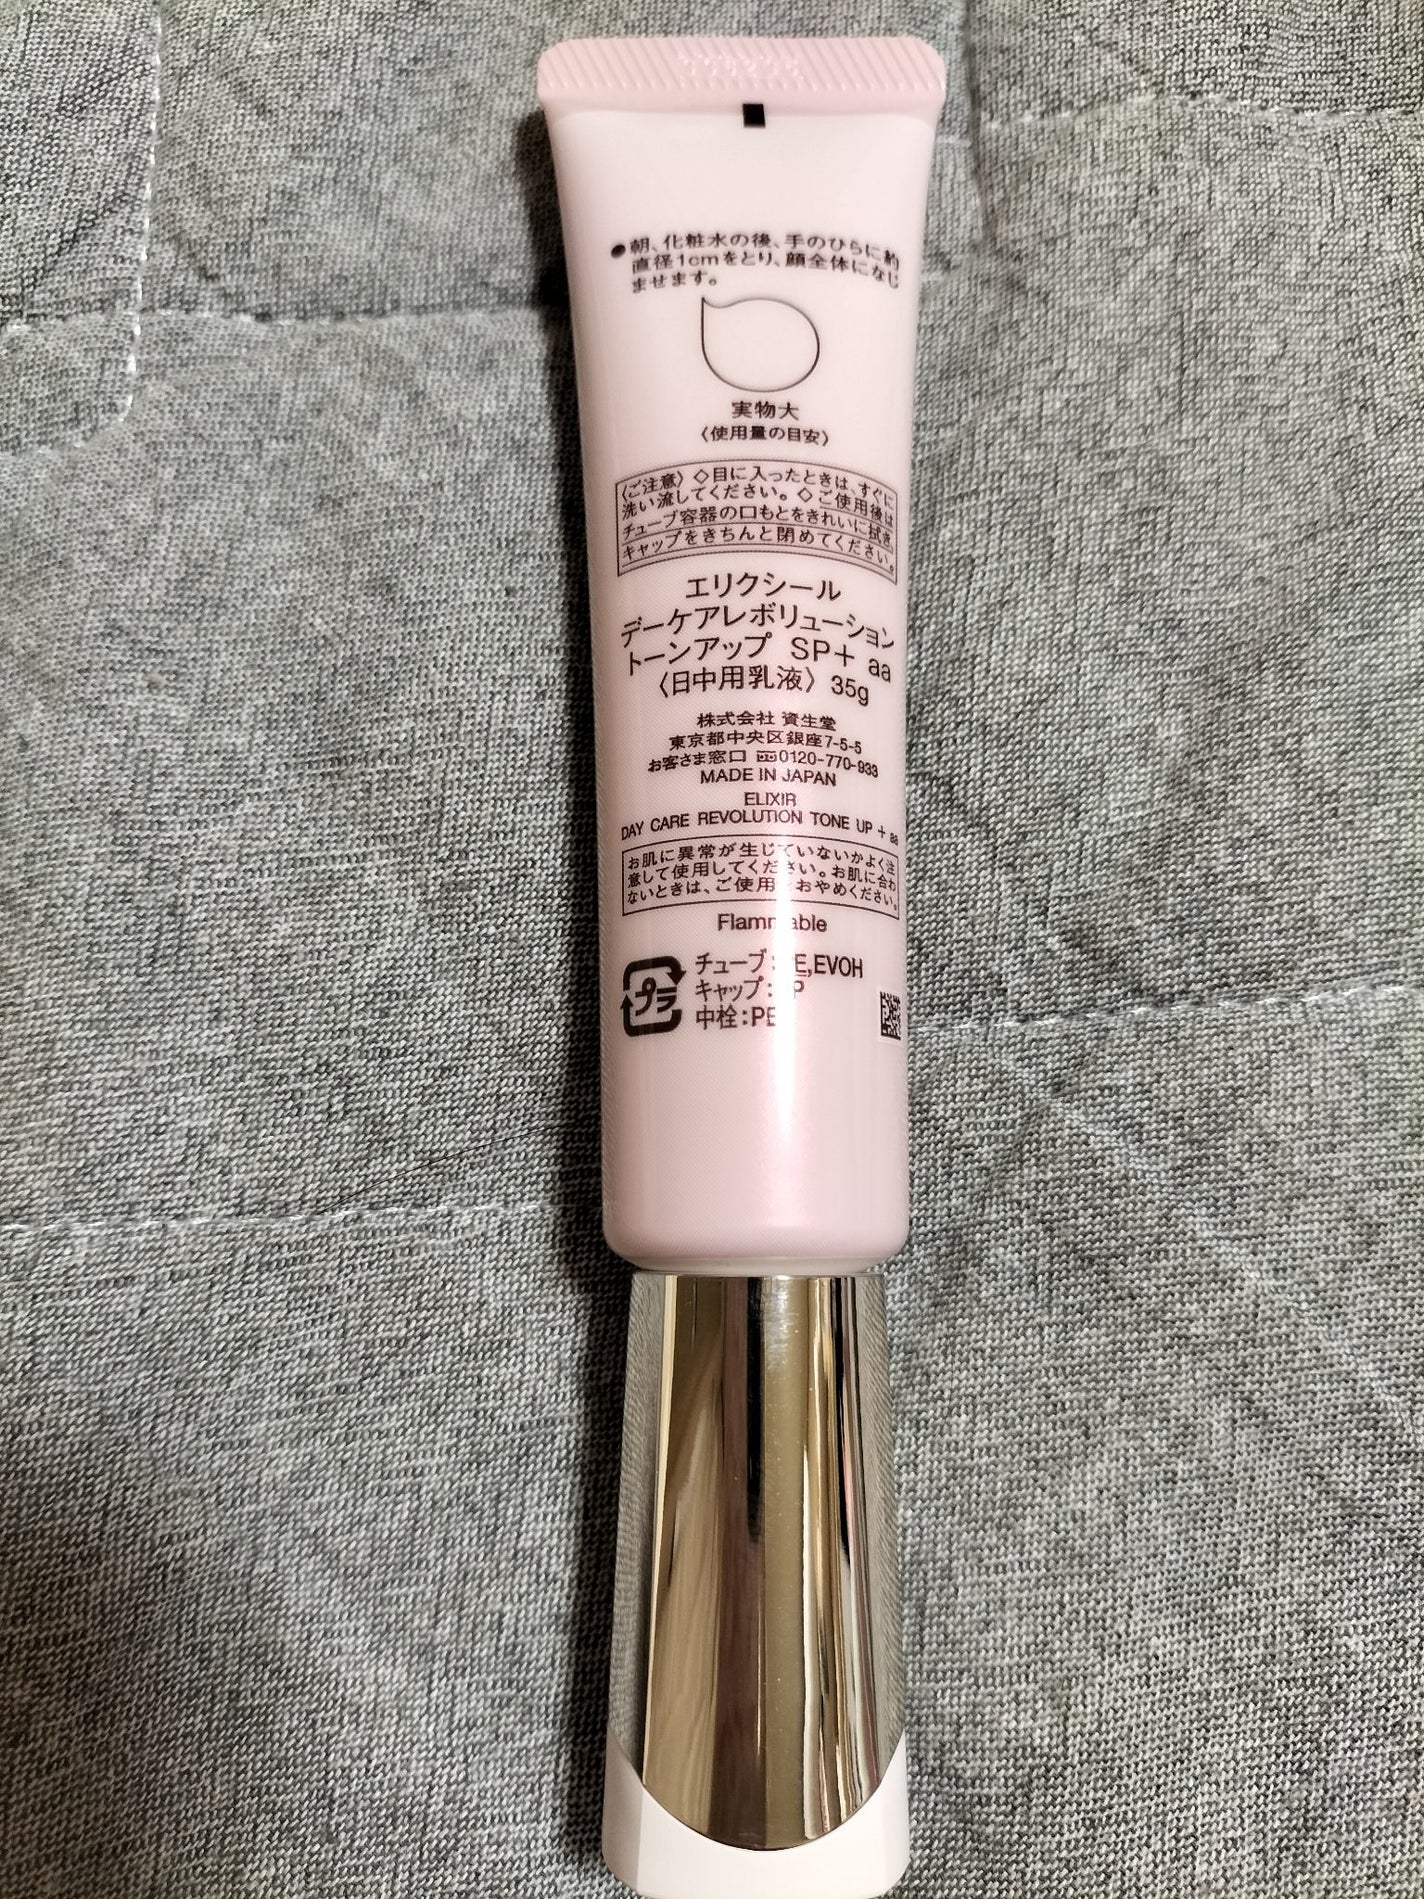 ●朝、化粧水の後、手のひらに約
直径1cmをとり、顔全体になじ
ませます。
実物大
〈使用量の目安〉
〈ご注意〉◇目に入ったときは、すぐに
洗い流してください。◇ご使用後は
チューブ容器の口もとをきれいに拭き、
キャップをきちんと閉めてください。
エリクシール
デーケアレボリューション
トーンアップ SP+ aa
〈日中用乳液〉35g
株式会社 資生堂
東京都中央区銀座7-5-5
お客さま窓口 0120-770-933
MADE IN JAPAN
ELIXIR
DAY CARE REVOLUTION TONE UP + aa
お肌に異常が生じていないかよく注
意して使用してください。お肌に合わ
ないときは、ご使用をおやめください。
Flammable
プラ
チューブ:PE,EVOH
キャップ:PP
中栓:PE